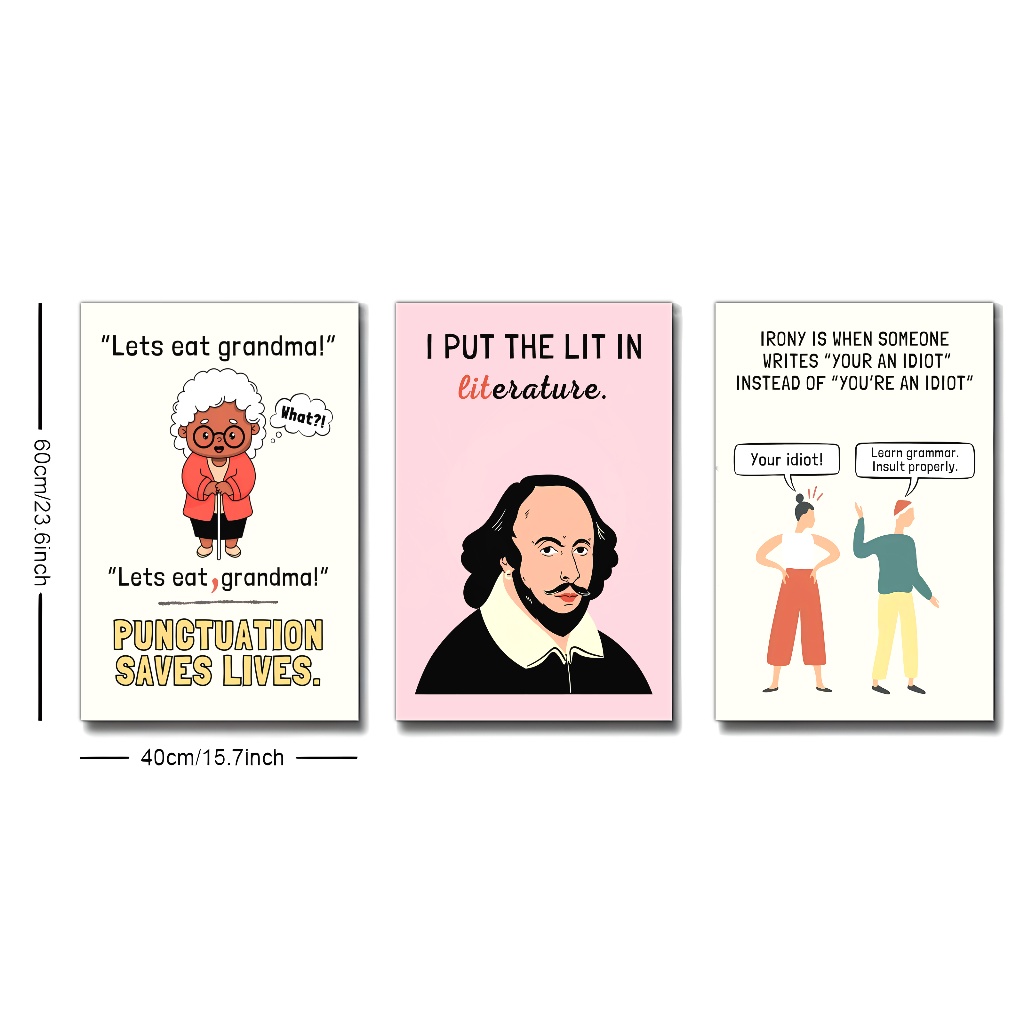 "Lets eat grandma!"
What?!
"Lets eat, grandma!"
PUNCTUATION
SAVES LIVES.
I PUT THE LIT IN
literature.
IRONY IS WHEN SOMEONE
WRITES "YOUR AN IDIOT"
INSTEAD OF "YOU'RE AN IDIOT"
Your idiot!
Learn grammar.
Insult properly.
60cm/23.6inch
40cm/15.7inch